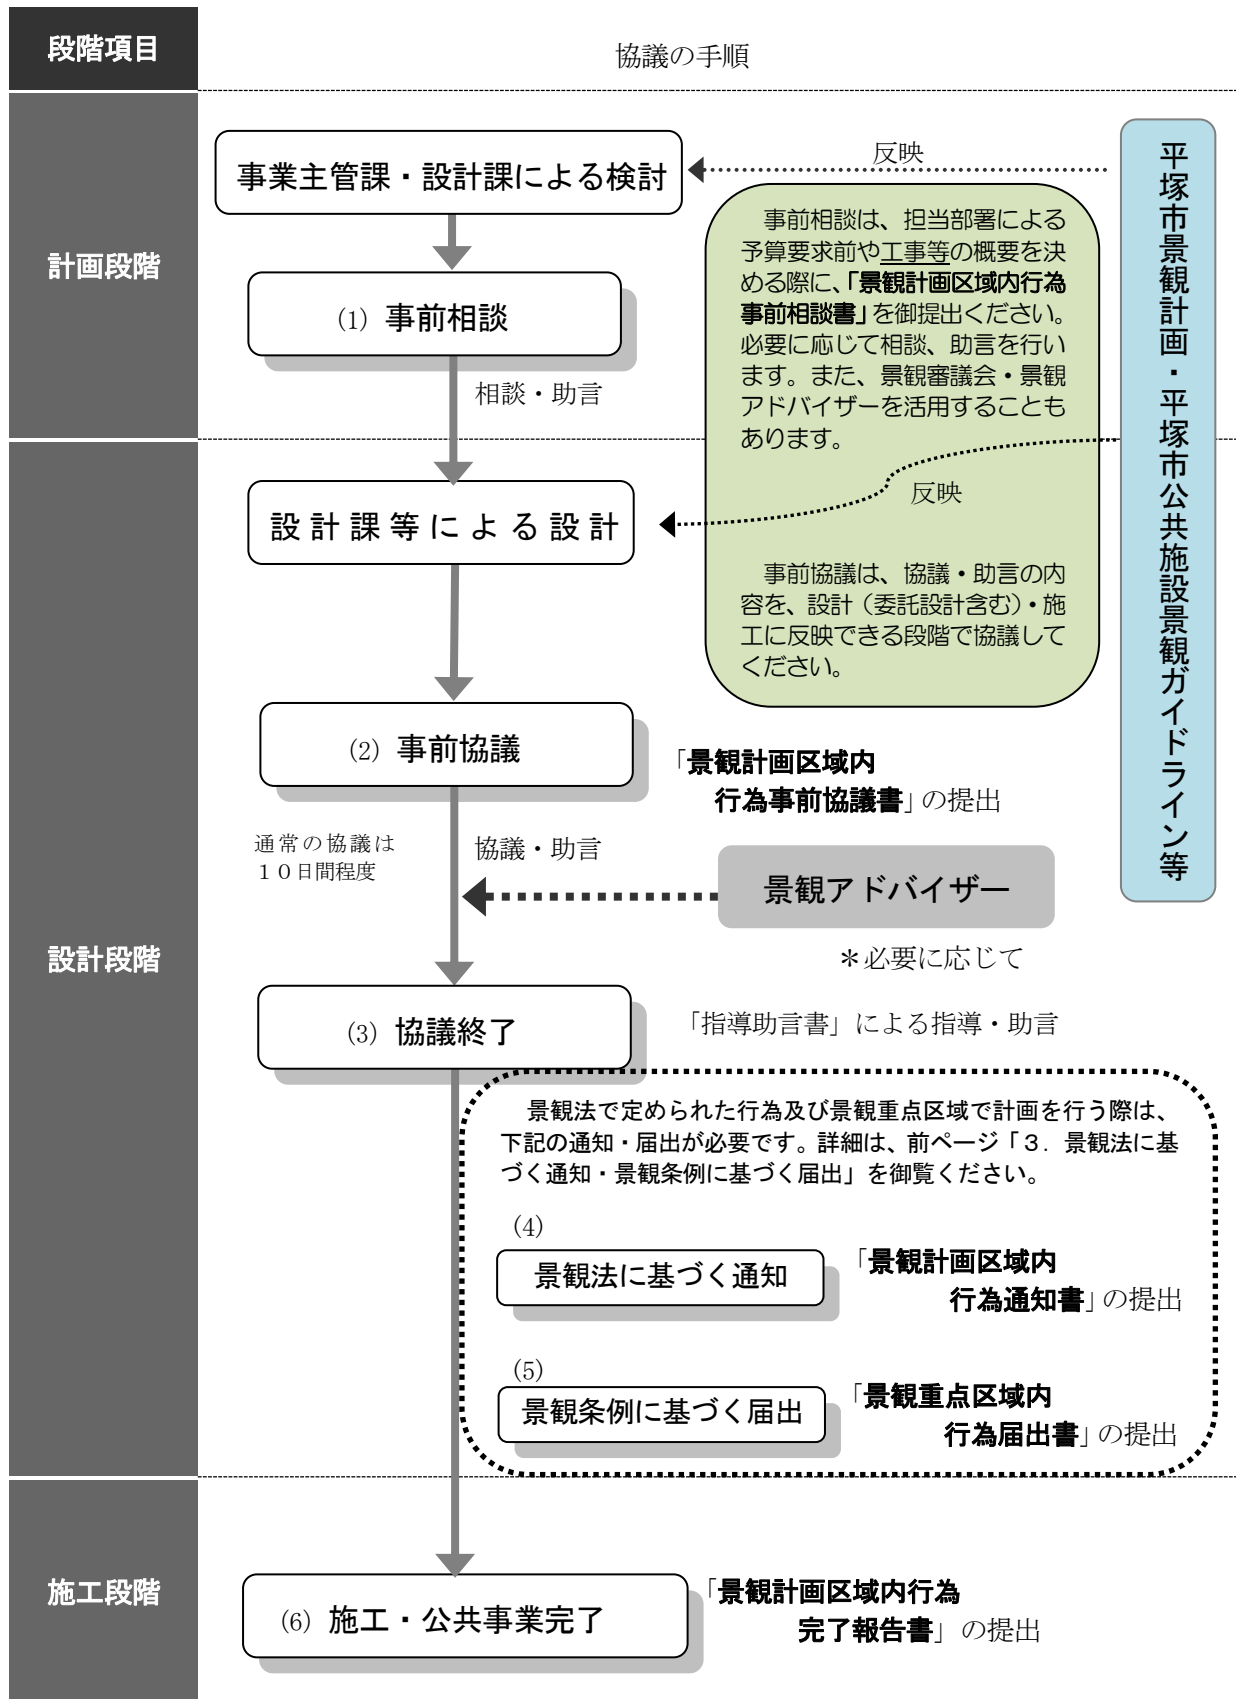 段階項目
協議の手順
計画段階
事業主管課・設計課による検討
反映
(1) 事前相談
相談・助言
事前相談は、担当部署による
予算要求前や工事等の概要を決
める際に、「景観計画区域内行為
事前相談書」を御提出ください。
必要に応じて相談、助言を行い
ます。また、景観審議会・景観
アドバイザーを活用することも
あります。
平塚市景観計画・平塚市公共施設景観ガイドライン等
設計段階
設計課等による設計
反映
事前協議は、協議・助言の内
容を、設計（委託設計含む）・施
工に反映できる段階で協議して
ください。
(2) 事前協議
「景観計画区域内
行為事前協議書」の提出
通常の協議は
１０日間程度
協議・助言
景観アドバイザー
＊必要に応じて
(3) 協議終了
「指導助言書」による指導・助言
景観法で定められた行為及び景観重点区域で計画を行う際は、
下記の通知・届出が必要です。詳細は、前ページ「３．景観法に基
づく通知・景観条例に基づく届出」を御覧ください。
(4)
景観法に基づく通知
「景観計画区域内
行為通知書」の提出
(5)
景観条例に基づく届出
「景観重点区域内
行為届出書」の提出
施工段階
(6) 施工・公共事業完了
「景観計画区域内行為
完了報告書」の提出